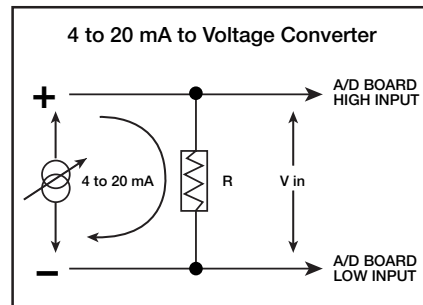 4 to 20 mA to Voltage Converter
A/D BOARD
HIGH INPUT
+
4 to 20 mA
R
V in
–
A/D BOARD
LOW INPUT